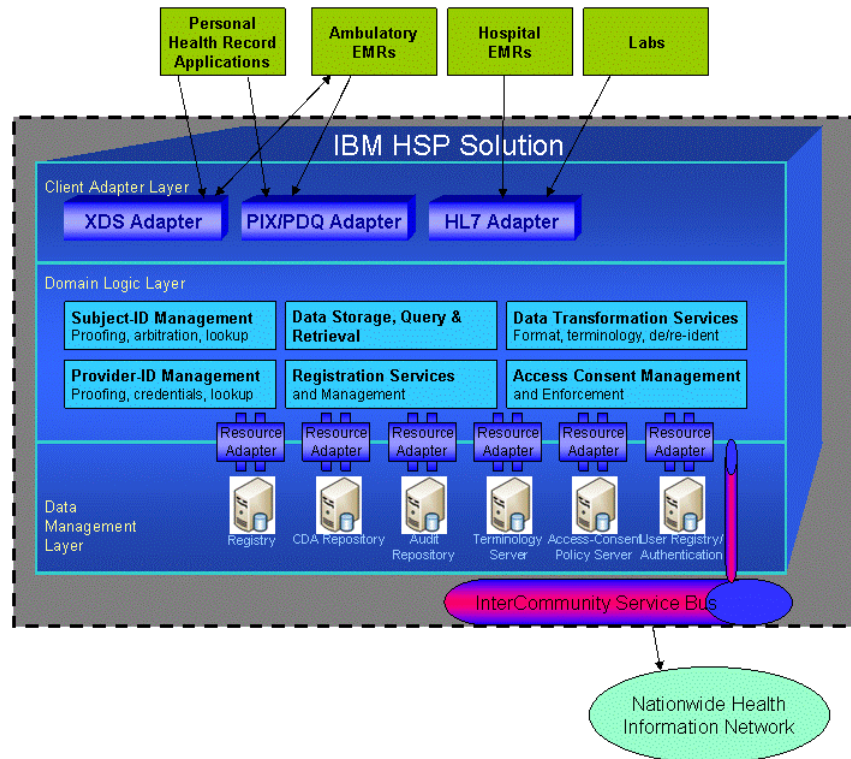 Personal
Health Record
Applications
Ambulatory
EMRs
Hospital
EMRs
Labs
IBM HSP Solution
Client Adapter Layer
XDS Adapter
PIX/PDQ Adapter
HL7 Adapter
Domain Logic Layer
Subject-ID Management
Proofing, arbitration, lookup
Data Storage, Query &
Retrieval
Data Transformation Services
Format, terminology, de/re-ident
Provider-ID Management
Proofing, credentials, lookup
Registration Services
and Management
Access Consent Management
and Enforcement
Resource
Adapter
Resource
Adapter
Resource
Adapter
Resource
Adapter
Resource
Adapter
Resource
Adapter
Data
Management
Layer
Registry
CDA Repository
Audit
Repository
Terminology
Server
Access-Consent
Policy Server
User Registry/
Authentication
InterCommunity Service Bus
Nationwide Health
Information Network